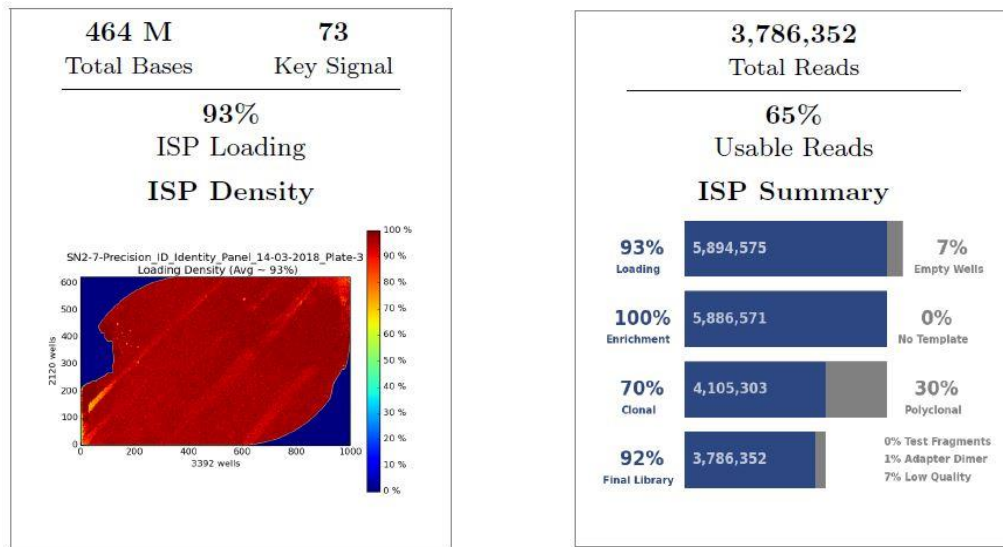 464 M 73
Total Bases Key Signal
93%
ISP Loading
ISP Density
SN2-7-Precision_ID_Identity_Panel_14-03-2018_Plate-3
Loading Density (Avg ~ 93%)
600
500
400
300
200
100
0
2120 wells
0 200 400 600 800 1000
3392 wells
100 %
90 %
80 %
70 %
60 %
50 %
40 %
30 %
20 %
10 %
0 %
3,786,352
Total Reads
65%
Usable Reads
ISP Summary
93% 5,894,575 7%
Loading Empty Wells
100% 5,886,571 0%
Enrichment No Template
70% 4,105,303 30%
Clonal Polyclonal
92% 3,786,352
Final Library
0% Test Fragments
1% Adapter Dimer
7% Low Quality